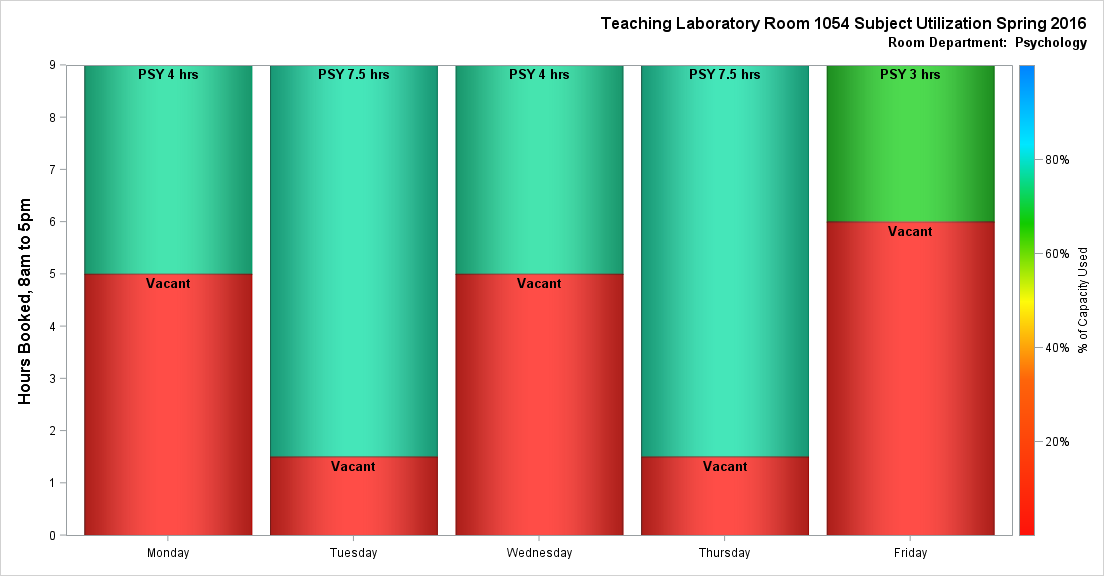 Teaching Laboratory Room 1054 Subject Utilization Spring 2016
Room Department: Psychology
Hours Booked, 8am to 5pm
9
8
7
6
5
4
3
2
1
0
PSY 4 hrs
PSY 7.5 hrs
PSY 4 hrs
PSY 7.5 hrs
PSY 3 hrs
Vacant
Vacant
Vacant
Vacant
Vacant
Monday
Tuesday
Wednesday
Thursday
Friday
80%
60%
40%
20%
% of Capacity Used